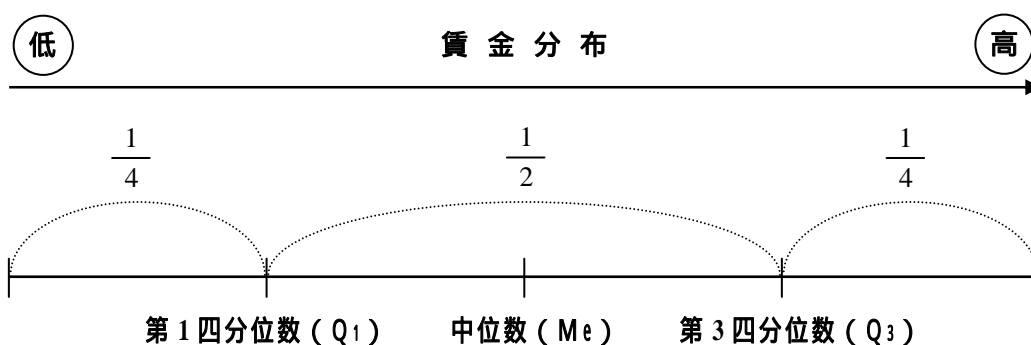 低 賃金分布 高
1/4 1/2 1/4
第1四分位数(Q₁) 中位数(Me) 第3四分位数(Q₃)